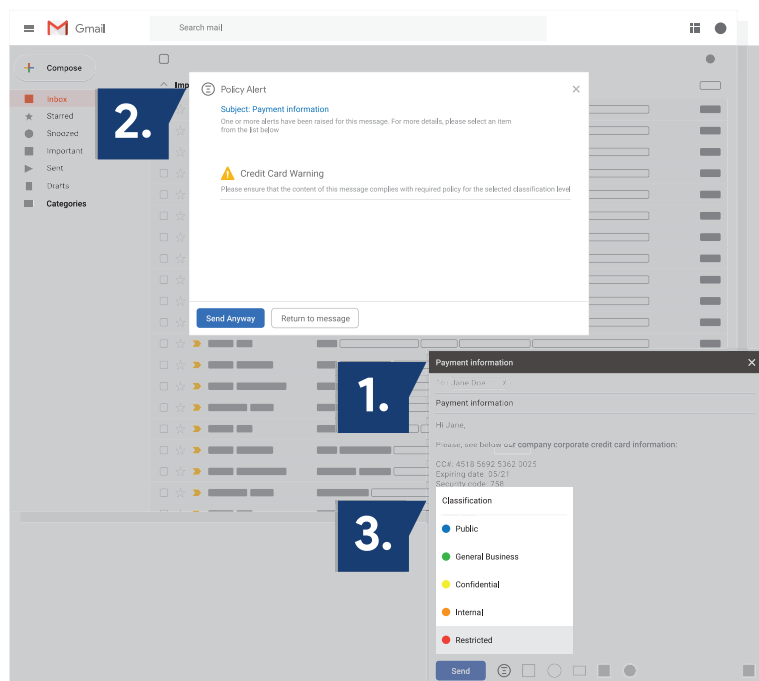 Gmail
Search mail
Compose
Inbox
Starred
Snoozed
Important
Sent
Drafts
Categories
Imp
2.
Policy Alert
Subject: Payment information
One or more alerts have been raised for this message. For more details, please select an item
from the list below
Credit Card Warning
Please ensure that the content of this message complies with required policy for the selected classification level
Send Anyway
Return to message
1.
Payment information
To: Jane Doe X
Payment information
Hi Jane,
Please, see below our company corporate credit card information:
CC#: 4518 5692 5362 0025
Expiring date: 05/21
Security code: 758
3.
Classification
Public
General Business
Confidential
Internal
Restricted
Send